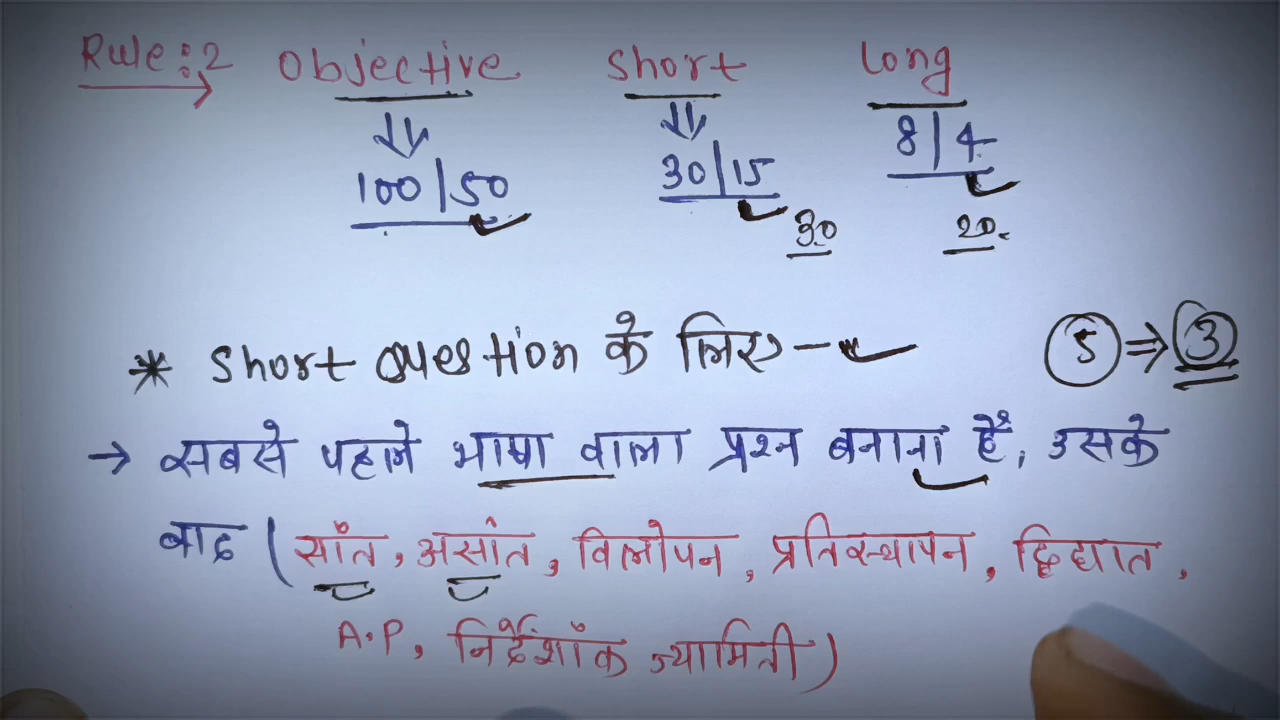 Rule:2 Objective Short Long
100|50 30|15 8|4
30 20.
* Short Question के लिए - 5 ⇒ 3
→ सबसे पहले भाषा वाला प्रश्न बनाना है, उसके
बाद (सांत, असांत, विलोपन, प्रतिस्थापन, द्विघात,
A.P, निर्देशांक ज्यामिती)